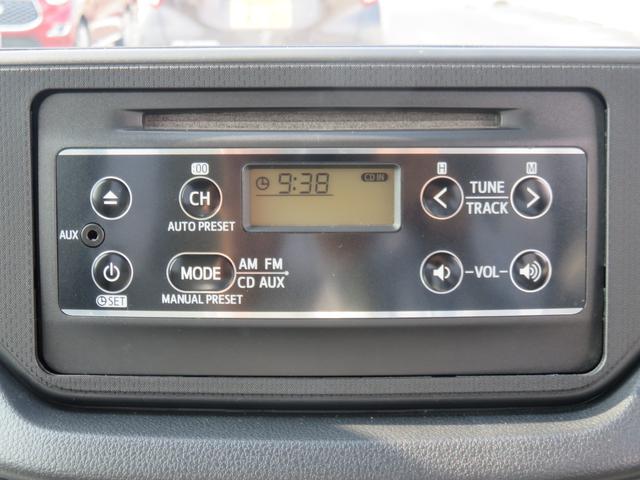 :00
H
M
CH
9:38
CD IN
<
TUNE
TRACK
>
AUTO PRESET
AUX
MODE
AM FM
CD AUX
-VOL-
SET
MANUAL PRESET